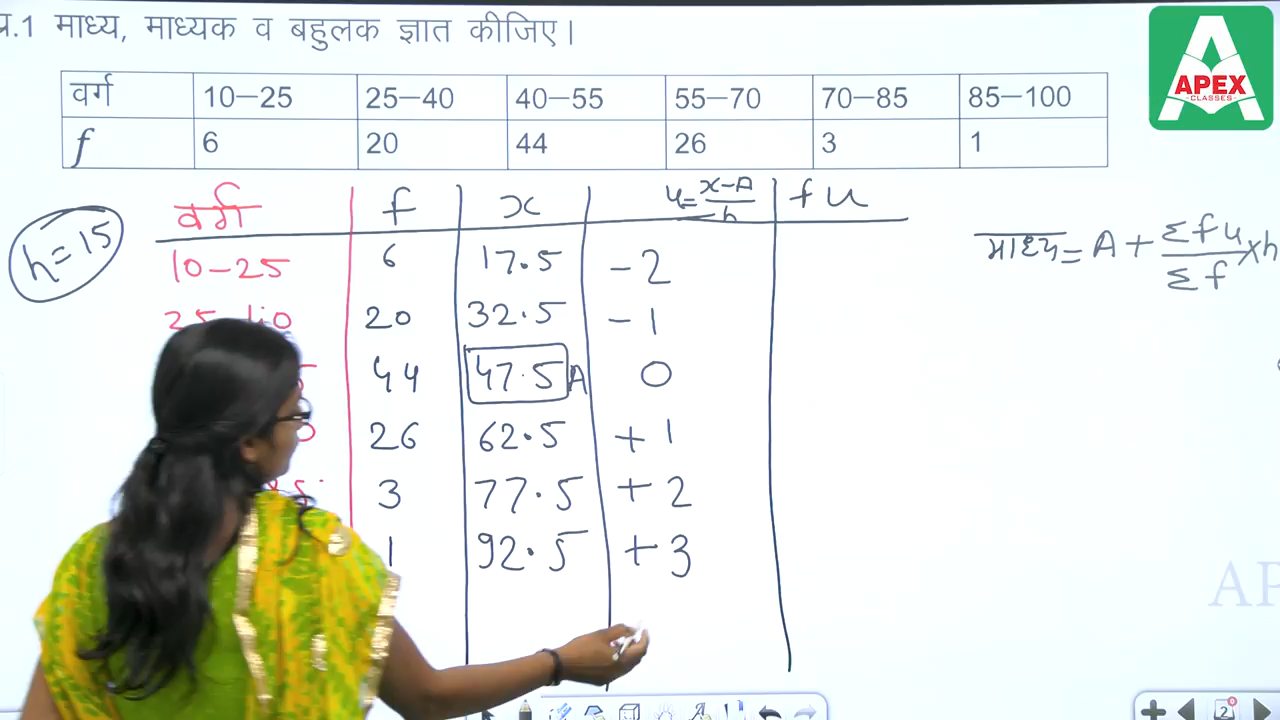 प्र.1 माध्य, माध्यक व बहुलक ज्ञात कीजिए।
APEX
CLASSES
वर्ग 10–25 25–40 40–55 55–70 70–85 85–100
f 6 20 44 26 3 1
वर्ग f x u=x-A/h fu
h=15
माध्य = A + Σfu/Σf ×h
10-25 6 17.5 -2
20 32.5 -1
44 47.5 A 0
26 62.5 +1
3 77.5 +2
1 92.5 +3
AP
2